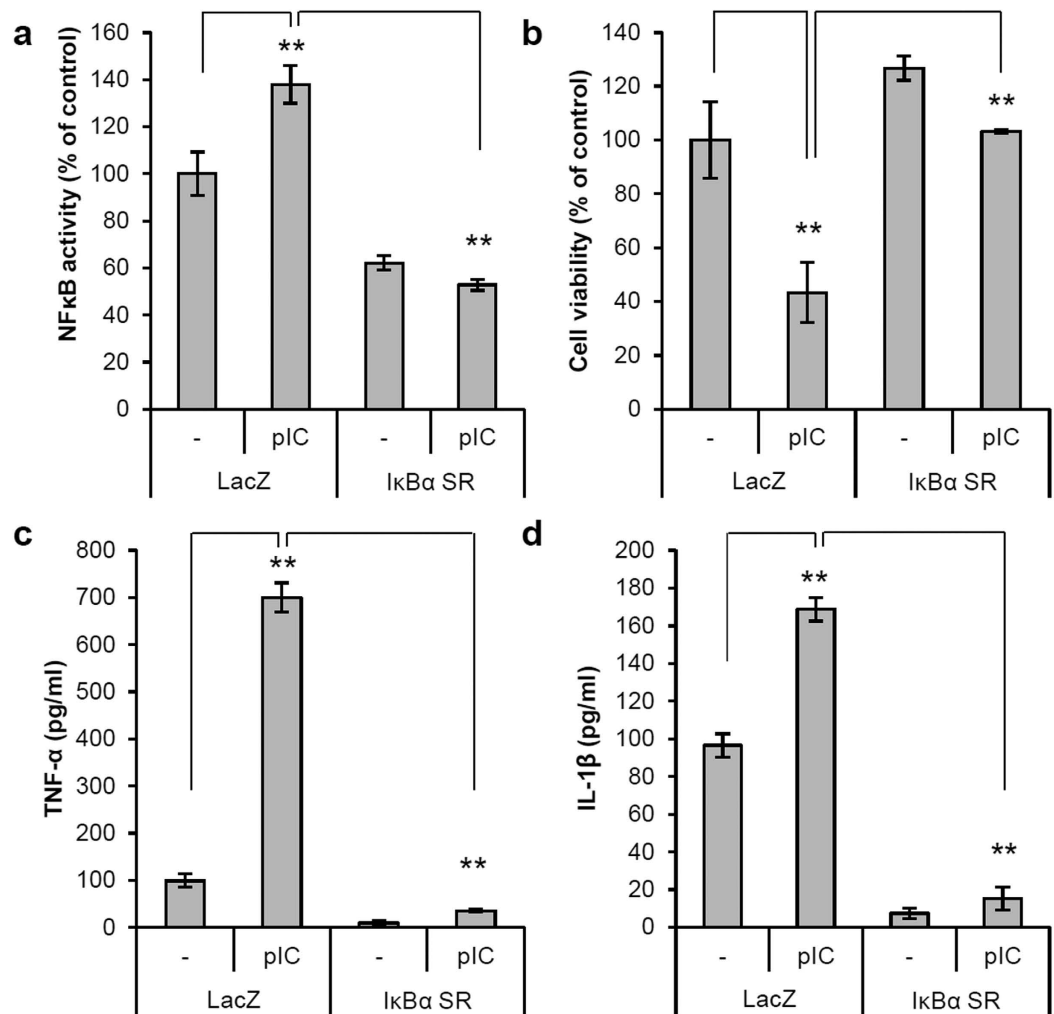 a
NFκB activity (% of control)
160
140
120
100
80
60
40
20
0
**
**
- pIC - pIC
LacZ IκBα SR
b
Cell viability (% of control)
140
120
100
80
60
40
20
0
**
**
- pIC - pIC
LacZ IκBα SR
c
TNF-α (pg/ml)
800
700
600
500
400
300
200
100
0
**
**
- pIC - pIC
LacZ IκBα SR
d
IL-1β (pg/ml)
200
180
160
140
120
100
80
60
40
20
0
**
**
- pIC - pIC
LacZ IκBα SR